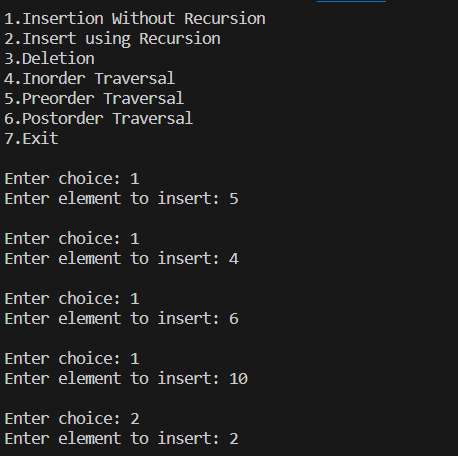 1.Insertion Without Recursion
2.Insert using Recursion
3.Deletion
4.Inorder Traversal
5.Preorder Traversal
6.Postorder Traversal
7.Exit
Enter choice: 1
Enter element to insert: 5
Enter choice: 1
Enter element to insert: 4
Enter choice: 1
Enter element to insert: 6
Enter choice: 1
Enter element to insert: 10
Enter choice: 2
Enter element to insert: 2